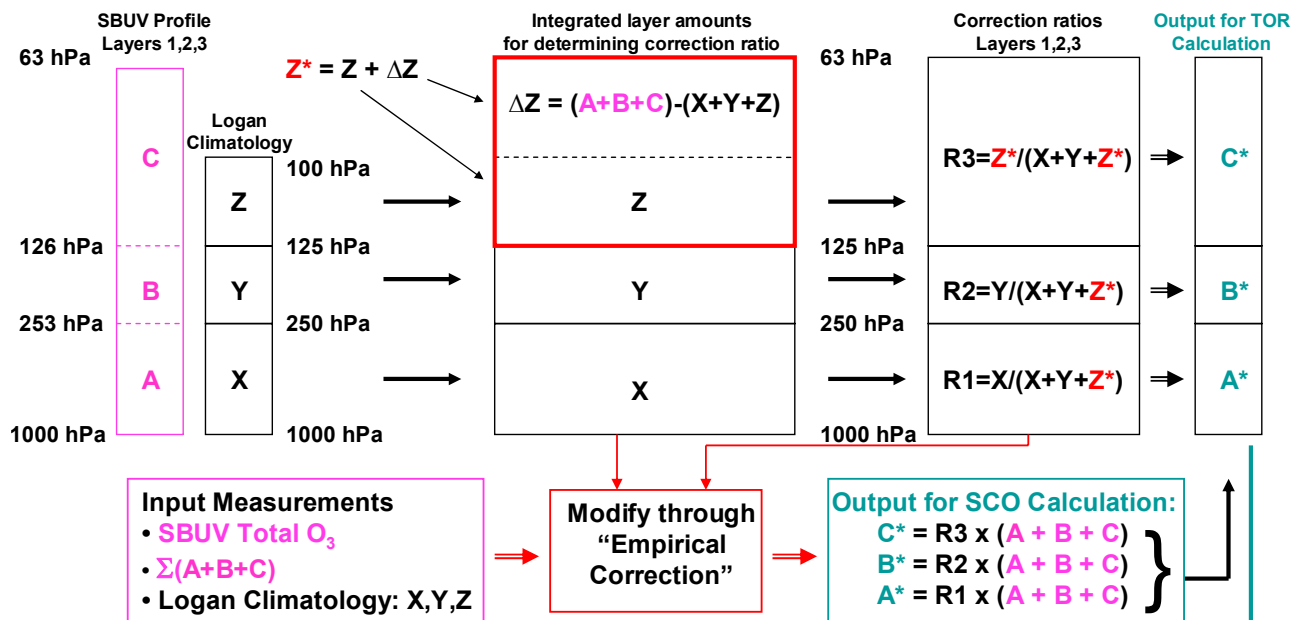 SBUV Profile
Layers 1,2,3
Integrated layer amounts
for determining correction ratio
Correction ratios
Layers 1,2,3
Output for TOR
Calculation
63 hPa
Z* = Z + ΔZ
ΔZ = (A+B+C)-(X+Y+Z)
63 hPa
Logan
Climatology
C
100 hPa
Z
Z
R3=Z*/(X+Y+Z*)
C*
126 hPa
125 hPa
125 hPa
B
Y
Y
R2=Y/(X+Y+Z*)
B*
253 hPa
250 hPa
250 hPa
A
X
X
R1=X/(X+Y+Z*)
A*
1000 hPa
1000 hPa
1000 hPa
Input Measurements
• SBUV Total O3
• Σ(A+B+C)
• Logan Climatology: X,Y,Z
Modify through
“Empirical
Correction”
Output for SCO Calculation:
C* = R3 x (A + B + C)
B* = R2 x (A + B + C)
A* = R1 x (A + B + C)